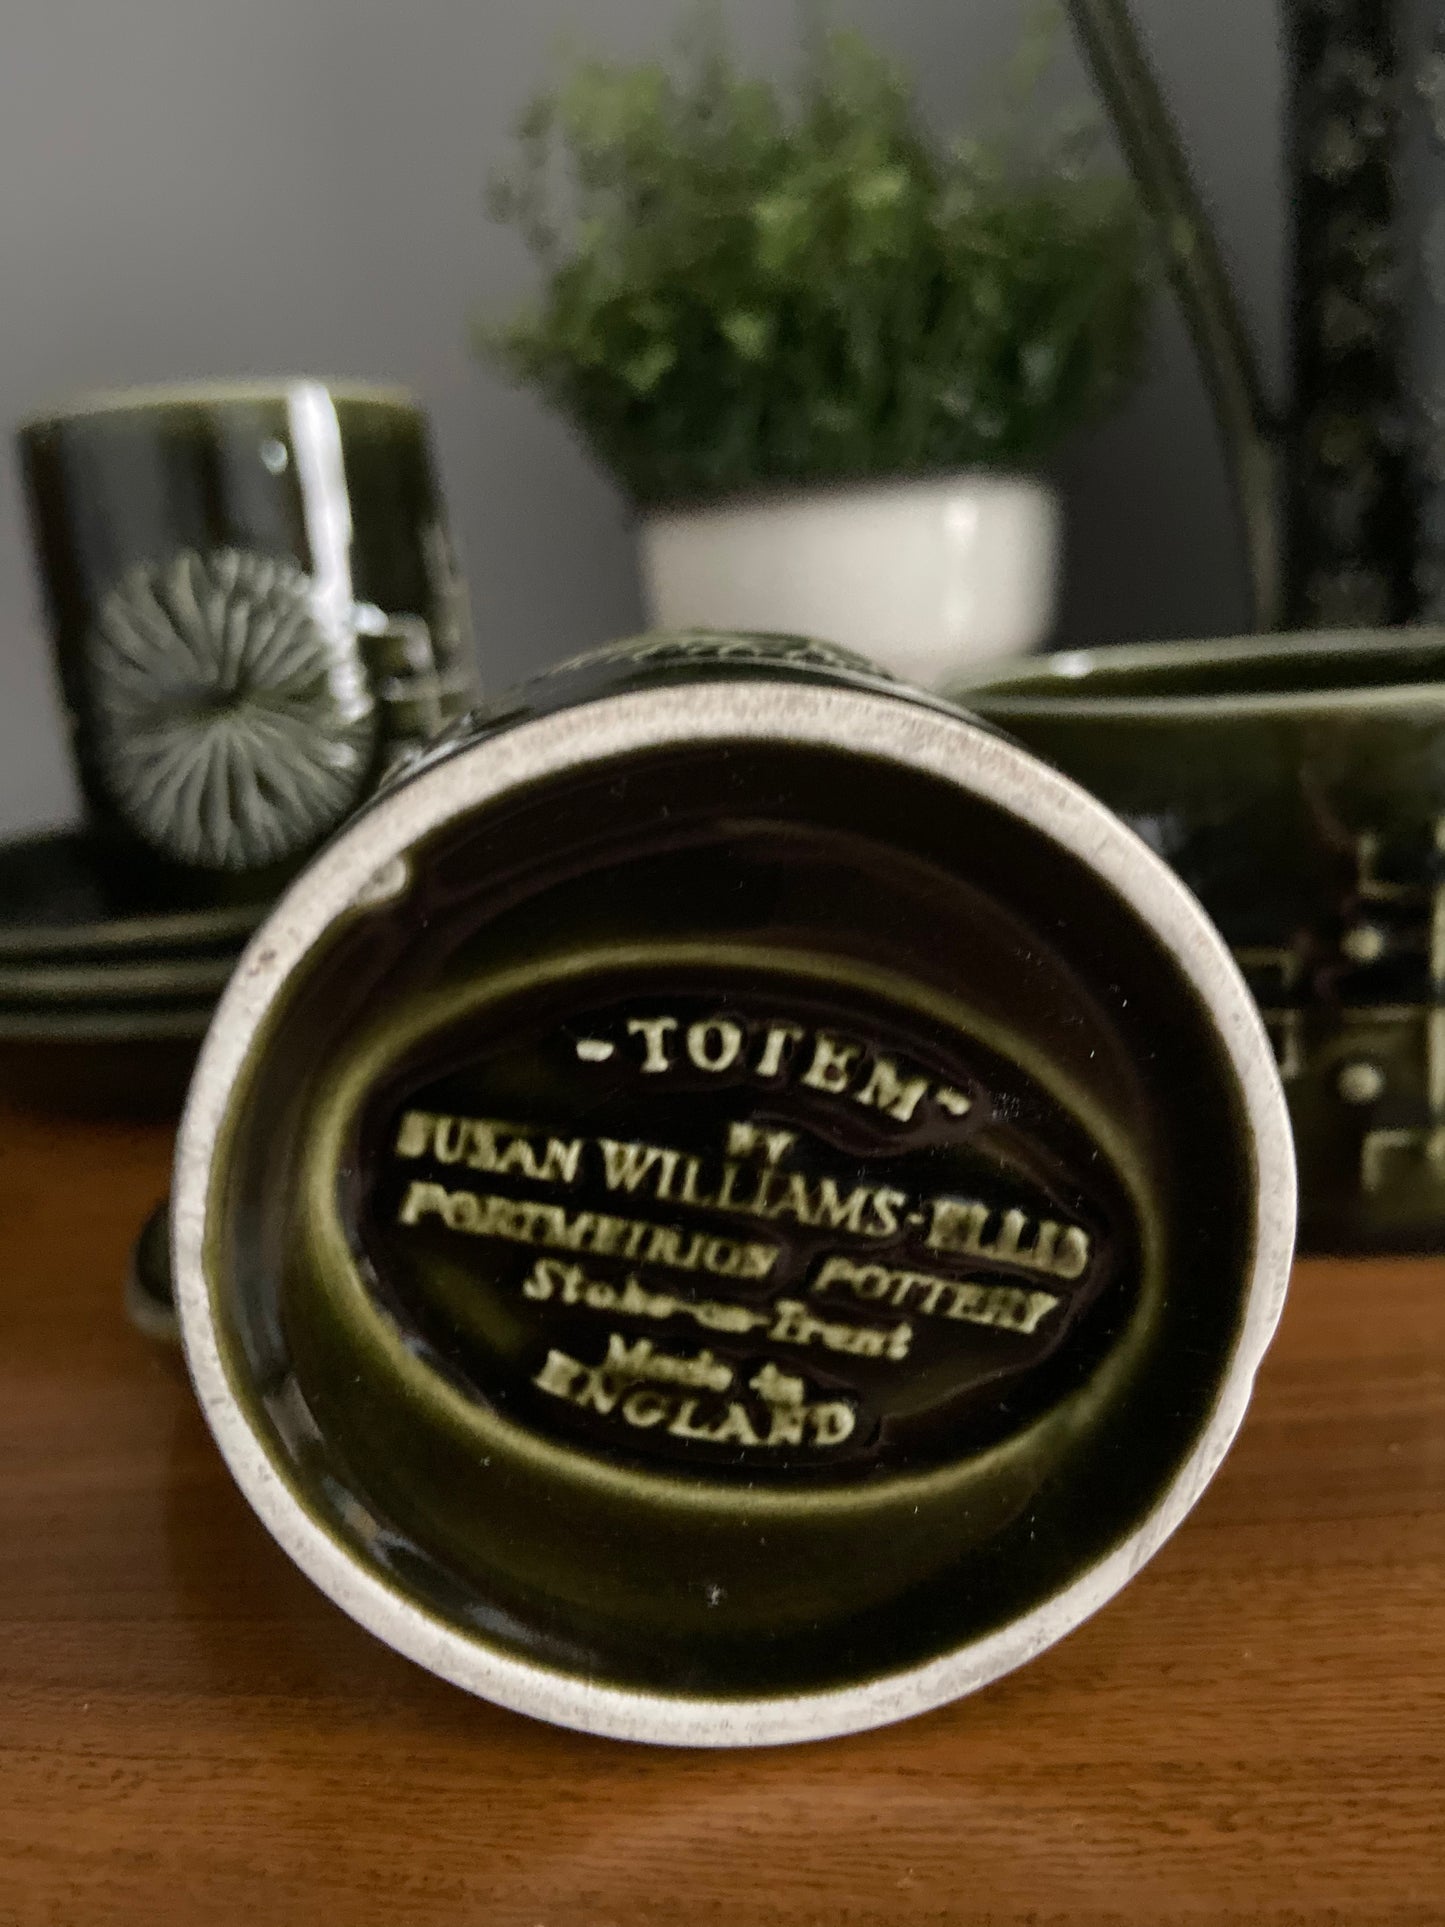 -TOTEM-
BY
SUSAN WILLIAMS-ELLIS
PORTMEIRION POTTERY
Stoke-on-Trent
Made in
ENGLAND